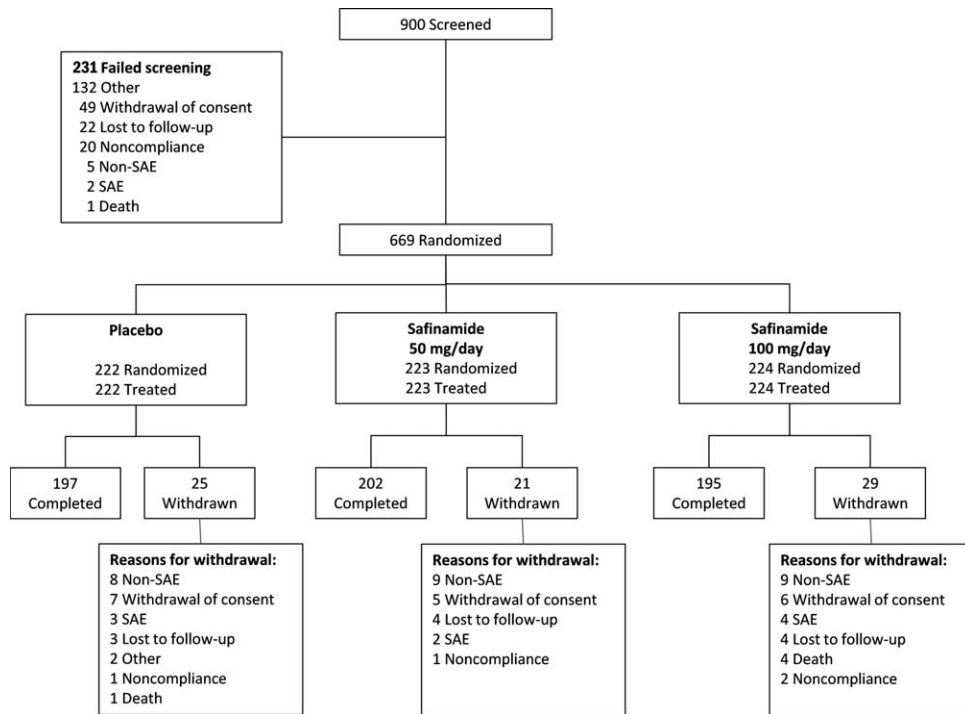 900 Screened
231 Failed screening
132 Other
49 Withdrawal of consent
22 Lost to follow-up
20 Noncompliance
5 Non-SAE
2 SAE
1 Death
669 Randomized
Placebo
222 Randomized
222 Treated
Safinamide
50 mg/day
223 Randomized
223 Treated
Safinamide
100 mg/day
224 Randomized
224 Treated
197
Completed
25
Withdrawn
202
Completed
21
Withdrawn
195
Completed
29
Withdrawn
Reasons for withdrawal:
8 Non-SAE
7 Withdrawal of consent
3 SAE
3 Lost to follow-up
2 Other
1 Noncompliance
1 Death
Reasons for withdrawal:
9 Non-SAE
5 Withdrawal of consent
4 Lost to follow-up
2 SAE
1 Noncompliance
Reasons for withdrawal:
9 Non-SAE
6 Withdrawal of consent
4 SAE
4 Lost to follow-up
4 Death
2 Noncompliance